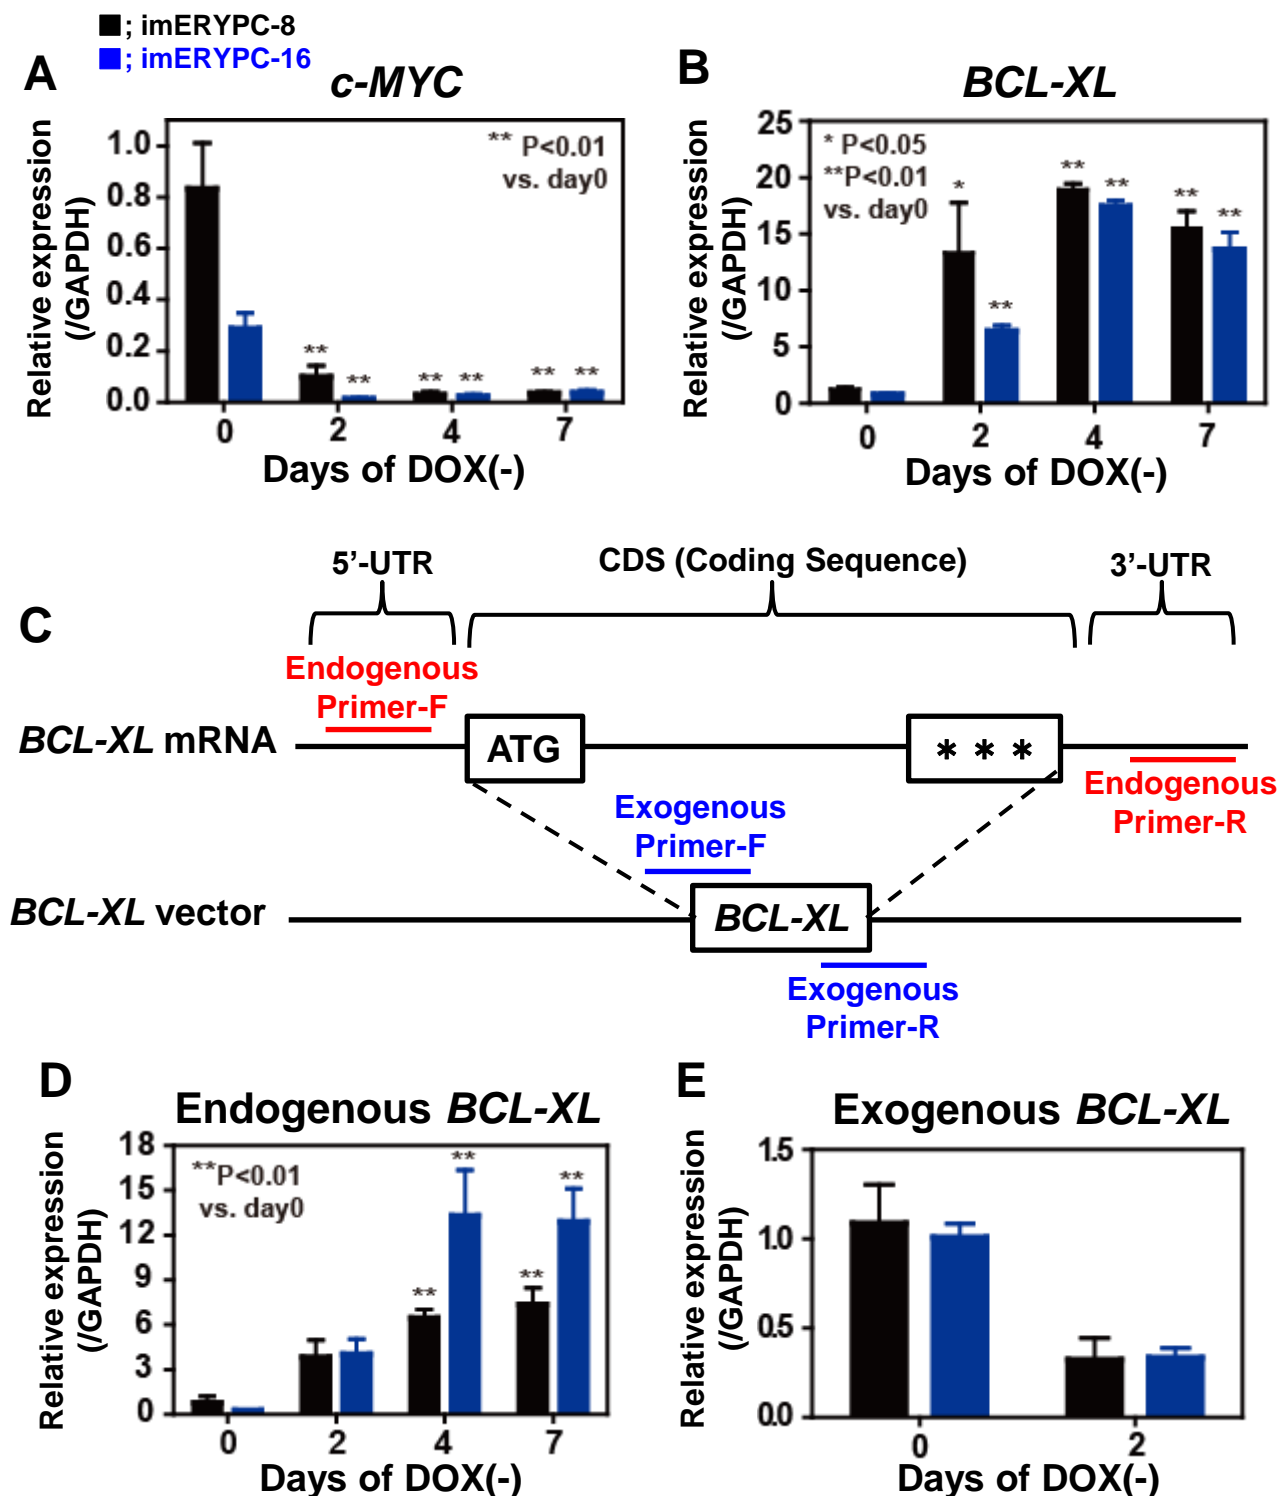 ; imERYPC-8
; imERYPC-16
A
c-MYC
Relative expression
(/GAPDH)
1.0
0.8
0.6
0.4
0.2
0.0
** P<0.01
vs. day0
**
**
**
**
**
**
0
2
4
7
Days of DOX(-)
B
BCL-XL
Relative expression
(/GAPDH)
25
20
15
10
5
0
* P<0.05
**P<0.01
vs. day0
*
**
**
**
**
**
0
2
4
7
Days of DOX(-)
C
5’-UTR
CDS (Coding Sequence)
3’-UTR
Endogenous
Primer-F
BCL-XL mRNA
ATG
* * *
Endogenous
Primer-R
Exogenous
Primer-F
BCL-XL vector
BCL-XL
Exogenous
Primer-R
D
Endogenous BCL-XL
Relative expression
(/GAPDH)
18
15
12
9
6
3
0
**P<0.01
vs. day0
**
**
**
**
0
2
4
7
Days of DOX(-)
E
Exogenous BCL-XL
Relative expression
(/GAPDH)
1.5
1.0
0.5
0.0
0
2
Days of DOX(-)